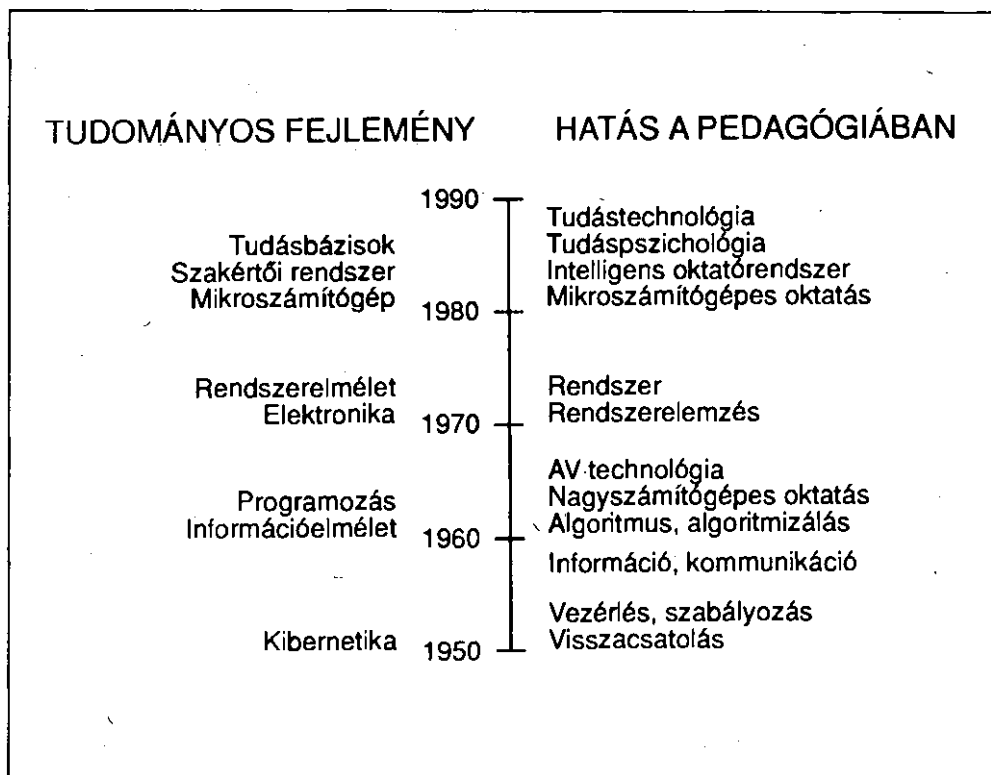 TUDOMÁNYOS FEJLEMÉNY HATÁS A PEDAGÓGIÁBAN
1990
Tudástechnológia
Tudásbázisok Tudáspszichológia
Szakértői rendszer Intelligens oktatórendszer
Mikroszámítógép Mikroszámítógépes oktatás
1980
Rendszerelmélet Rendszer
Elektronika 1970 Rendszerelemzés
AV technológia
Programozás Nagyszámítógépes oktatás
Információelmélet Algoritmus, algoritmizálás
1960
Információ, kommunikáció
Vezérlés, szabályozás
Kibernetika 1950 Visszacsatolás